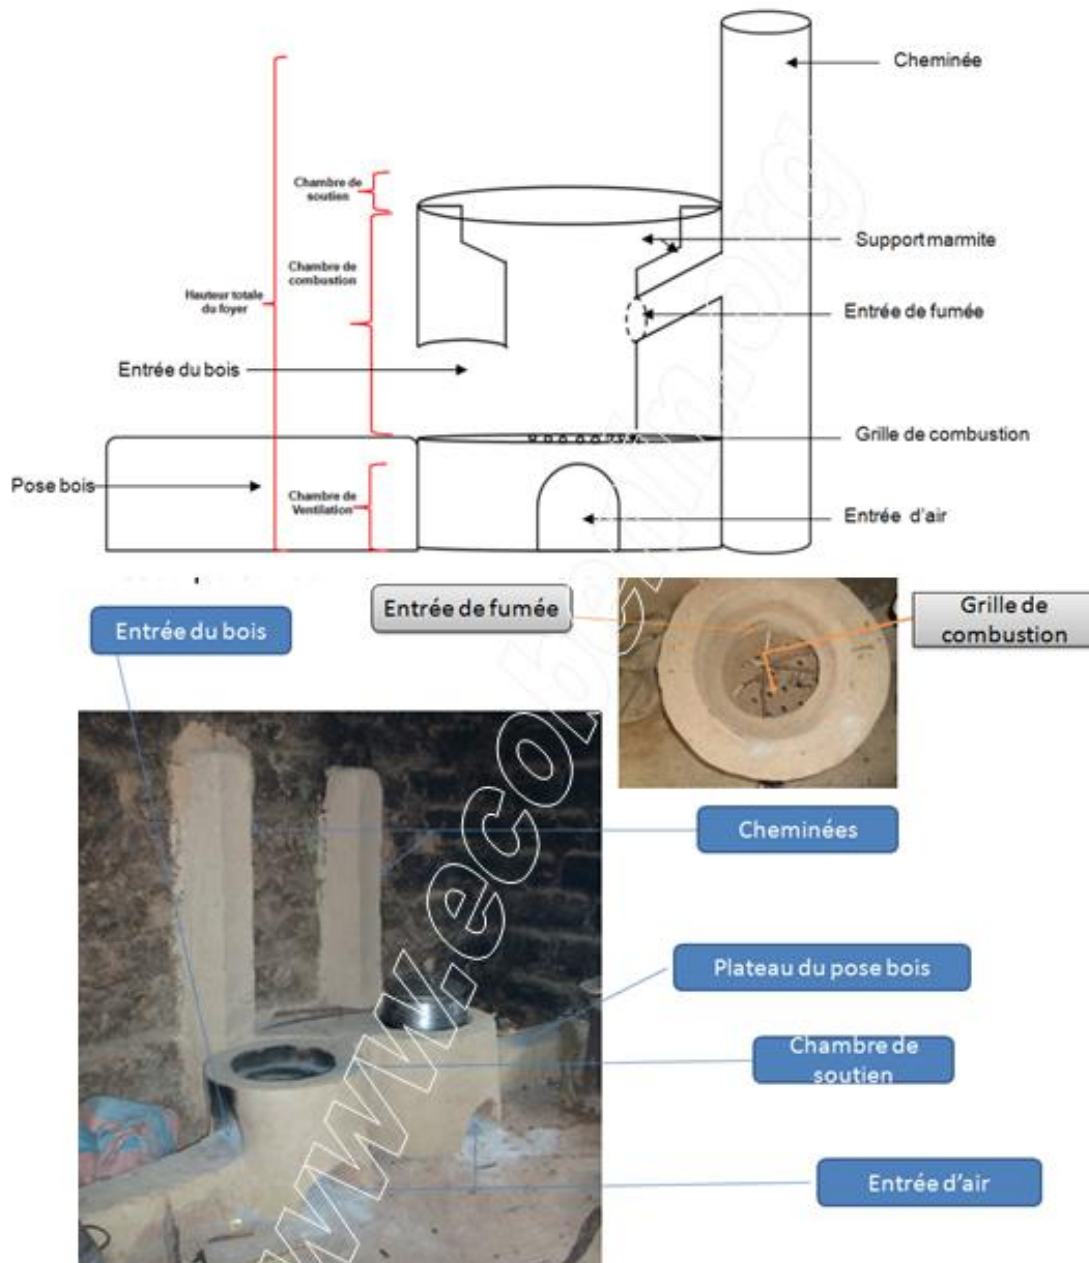 Cheminée
Chambre de
soutien
Support marmite
Chambre de
combustion
Hauteur totale
du foyer
Entrée de fumée
Entrée du bois
Grille de combustion
Pose bois
Chambre de
Ventilation
Entrée d'air
Entrée du bois
Entrée de fumée
Grille de
combustion
Cheminées
Plateau du pose bois
Chambre de
soutien
Entrée d'air